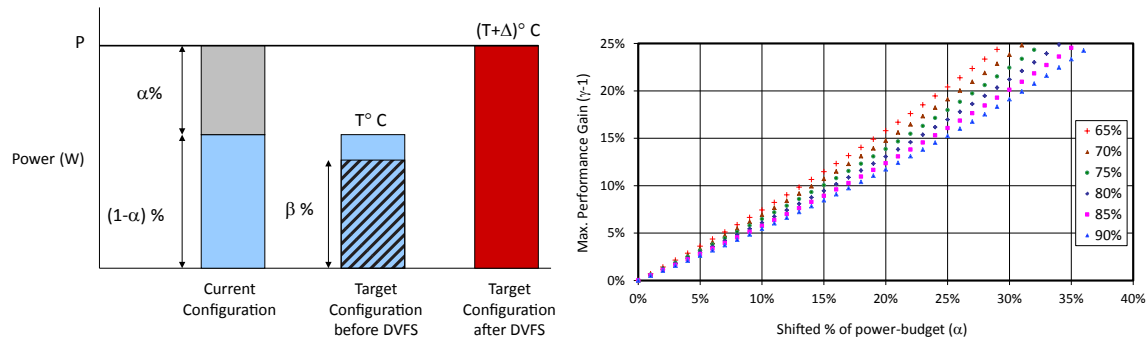 P
(T+Δ)° C
α%
T° C
Power (W)
(1-α) %
β %
Current
Configuration
Target
Configuration
before DVFS
Target
Configuration
after DVFS
Max. Performance Gain (γ-1)
25%
20%
15%
10%
5%
0%
65%
70%
75%
80%
85%
90%
0%
5%
10%
15%
20%
25%
30%
35%
40%
Shifted % of power-budget (α)